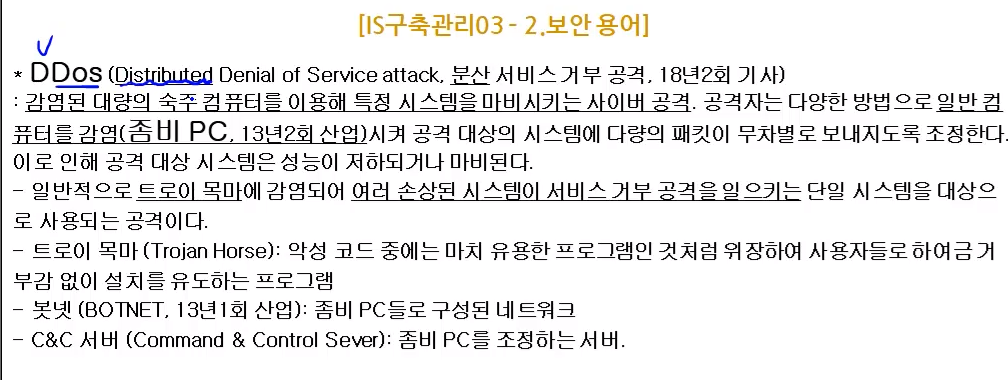 [IS구축관리03 - 2.보안 용어]
* DDos (Distributed Denial of Service attack, 분산 서비스 거부 공격, 18년2회 기사)
: 감염된 대량의 숙주 컴퓨터를 이용해 특정 시스템을 마비시키는 사이버 공격. 공격자는 다양한 방법으로 일반 컴
퓨터를 감염(좀비 PC, 13년2회 산업)시켜 공격 대상의 시스템에 다량의 패킷이 무차별로 보내지도록 조정한다.
이로 인해 공격 대상 시스템은 성능이 저하되거나 마비된다.
- 일반적으로 트로이 목마에 감염되어 여러 손상된 시스템이 서비스 거부 공격을 일으키는 단일 시스템을 대상으
로 사용되는 공격이다.
- 트로이 목마 (Trojan Horse): 악성 코드 중에는 마치 유용한 프로그램인 것처럼 위장하여 사용자들로 하여금 거
부감 없이 설치를 유도하는 프로그램
- 봇넷 (BOTNET, 13년1회 산업): 좀비 PC들로 구성된 네트워크
- C&C 서버 (Command & Control Sever): 좀비 PC를 조정하는 서버.